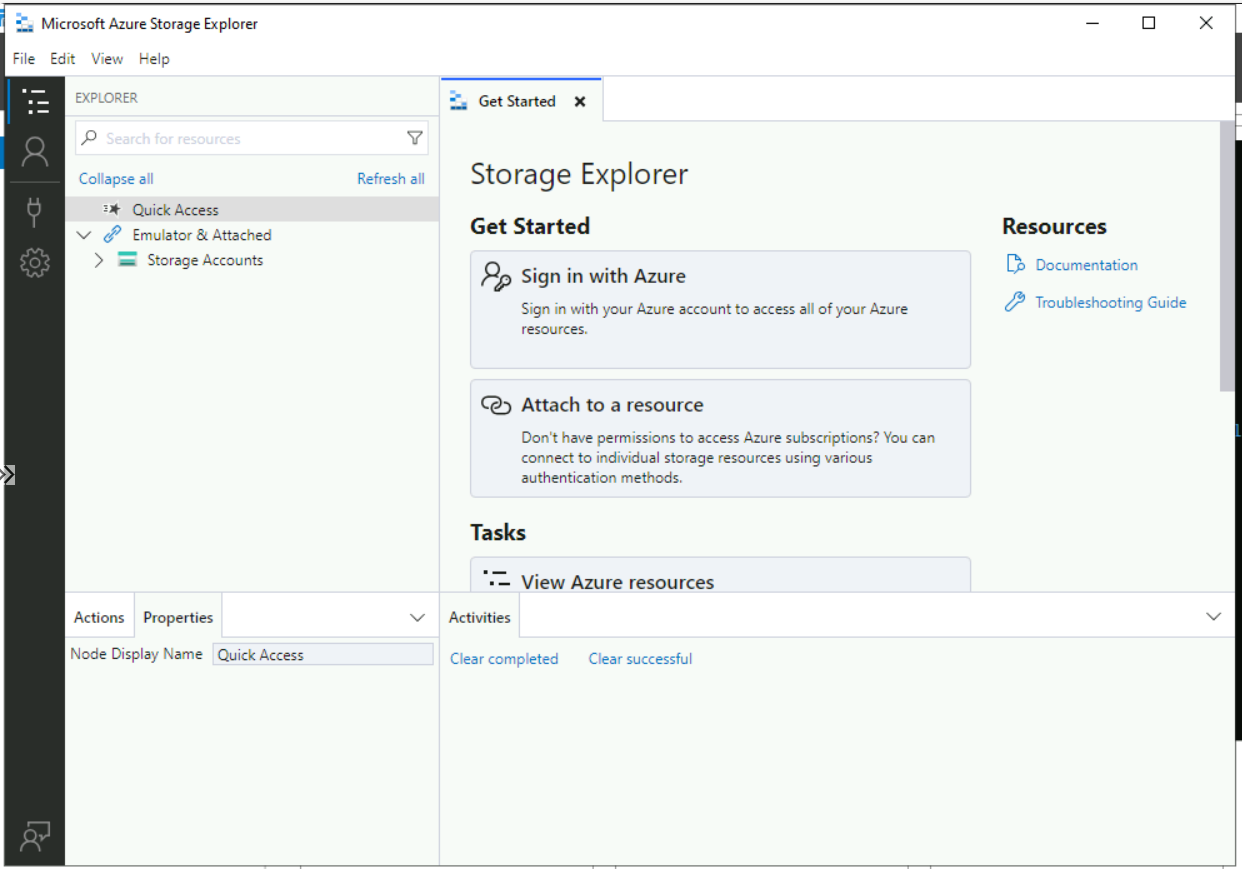 Microsoft Azure Storage Explorer
File Edit View Help
EXPLORER
Search for resources
Collapse all
Refresh all
Quick Access
Emulator & Attached
Storage Accounts
Get Started
Storage Explorer
Get Started
Sign in with Azure
Sign in with your Azure account to access all of your Azure
resources.
Attach to a resource
Don't have permissions to access Azure subscriptions? You can
connect to individual storage resources using various
authentication methods.
Tasks
View Azure resources
Resources
Documentation
Troubleshooting Guide
Actions Properties
Node Display Name Quick Access
Activities
Clear completed Clear successful